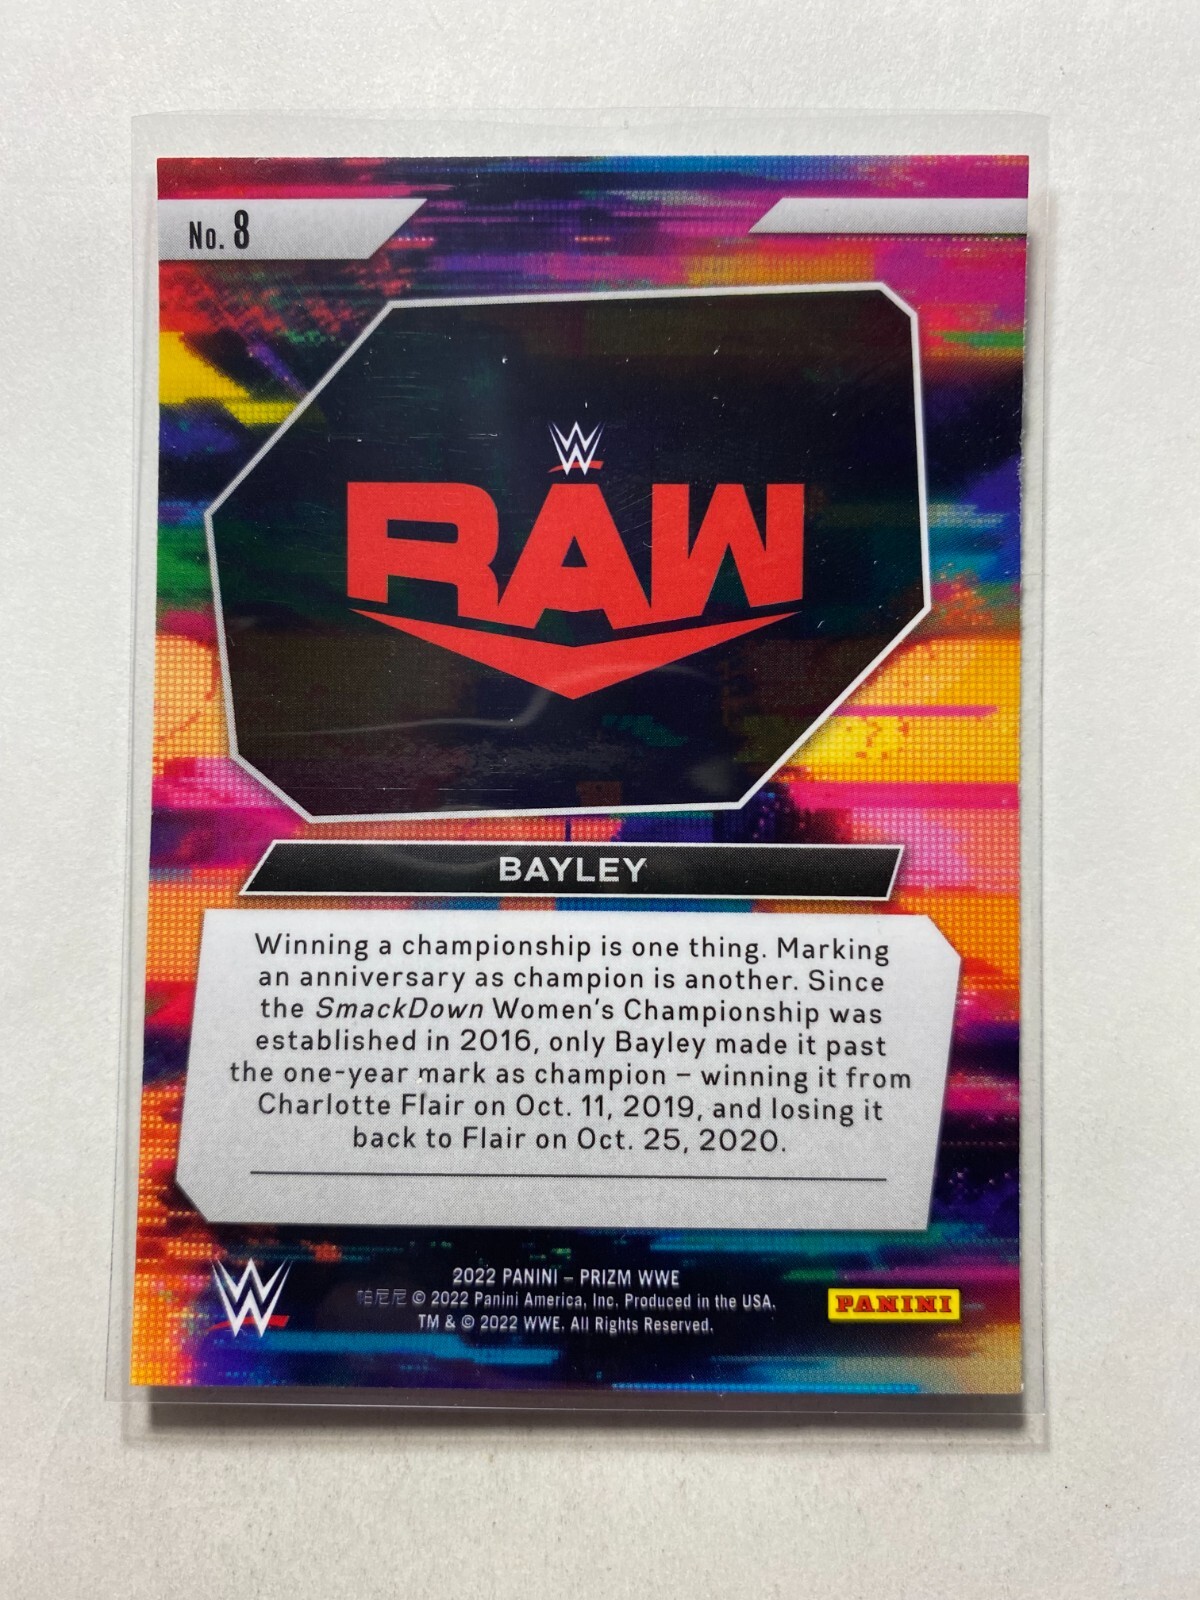 No. 8
W
RAW
BAYLEY
Winning a championship is one thing. Marking
an anniversary as champion is another. Since
the SmackDown Women's Championship was
established in 2016, only Bayley made it past
the one-year mark as champion – winning it from
Charlotte Flair on Oct. 11, 2019, and losing it
back to Flair on Oct. 25, 2020.
W
2022 PANINI – PRIZM WWE
帕尼尼 © 2022 Panini America, Inc. Produced in the USA.
TM & © 2022 WWE. All Rights Reserved.
PANINI